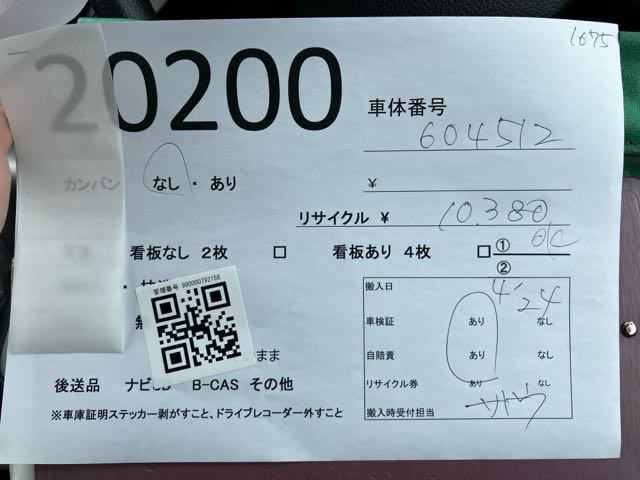 1675
20200
車体番号
604512
カンバン なし ・ あり
¥
リサイクル ¥ 10.380
看板なし 2枚 □ 看板あり 4枚 □ ①
②
管理番号 990000792158
まま
後送品 ナビ B-CAS その他
※車庫証明ステッカー剥がすこと、ドライブレコーダー外すこと
搬入日 4'24
車検証 あり なし
自賠責 あり なし
リサイクル券 あり なし
搬入時受付担当